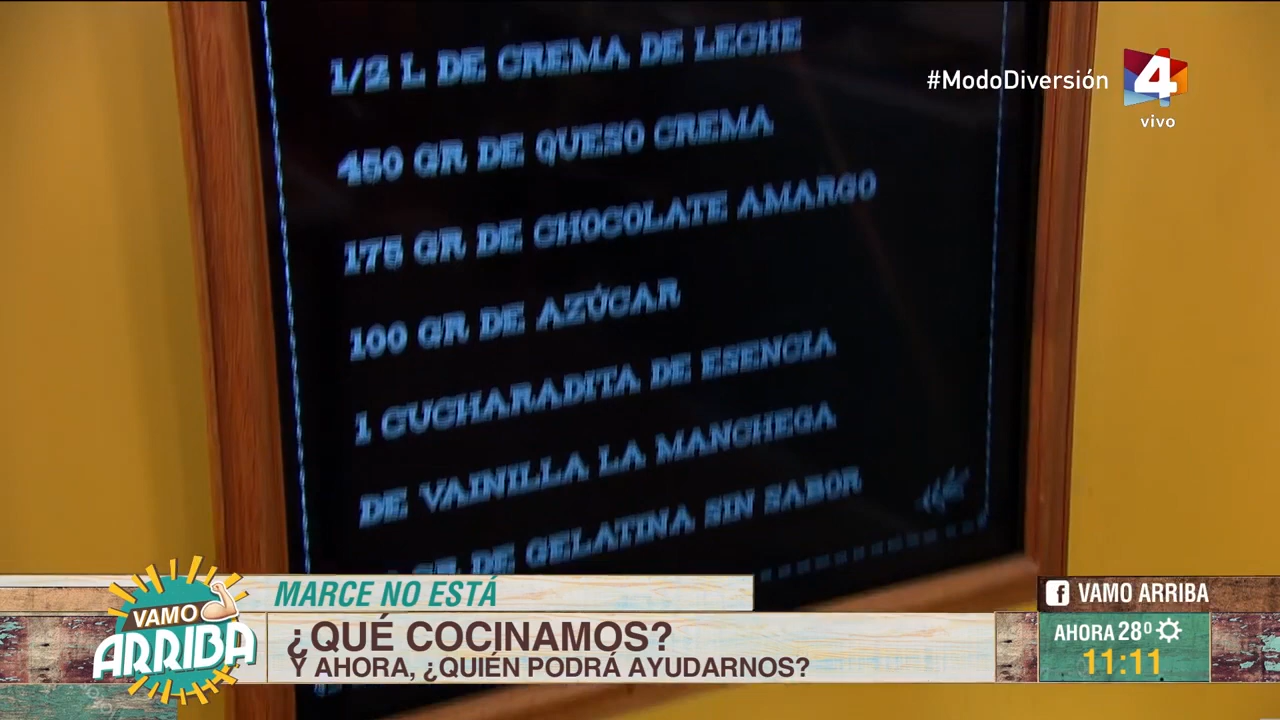 1/2 L DE CREMA DE LECHE
450 GR DE QUESO CREMA
175 GR DE CHOCOLATE AMARGO
100 GR DE AZÚCAR
1 CUCHARADITA DE ESENCIA
DE VAINILLA LA MANCHEGA
DE GELATINA SIN SABOR
#ModoDiversión
4
vivo
VAMO
ARRIBA
MARCE NO ESTÁ
¿QUÉ COCINAMOS?
Y AHORA, ¿QUIÉN PODRÁ AYUDARNOS?
f VAMO ARRIBA
AHORA 28º
11:11